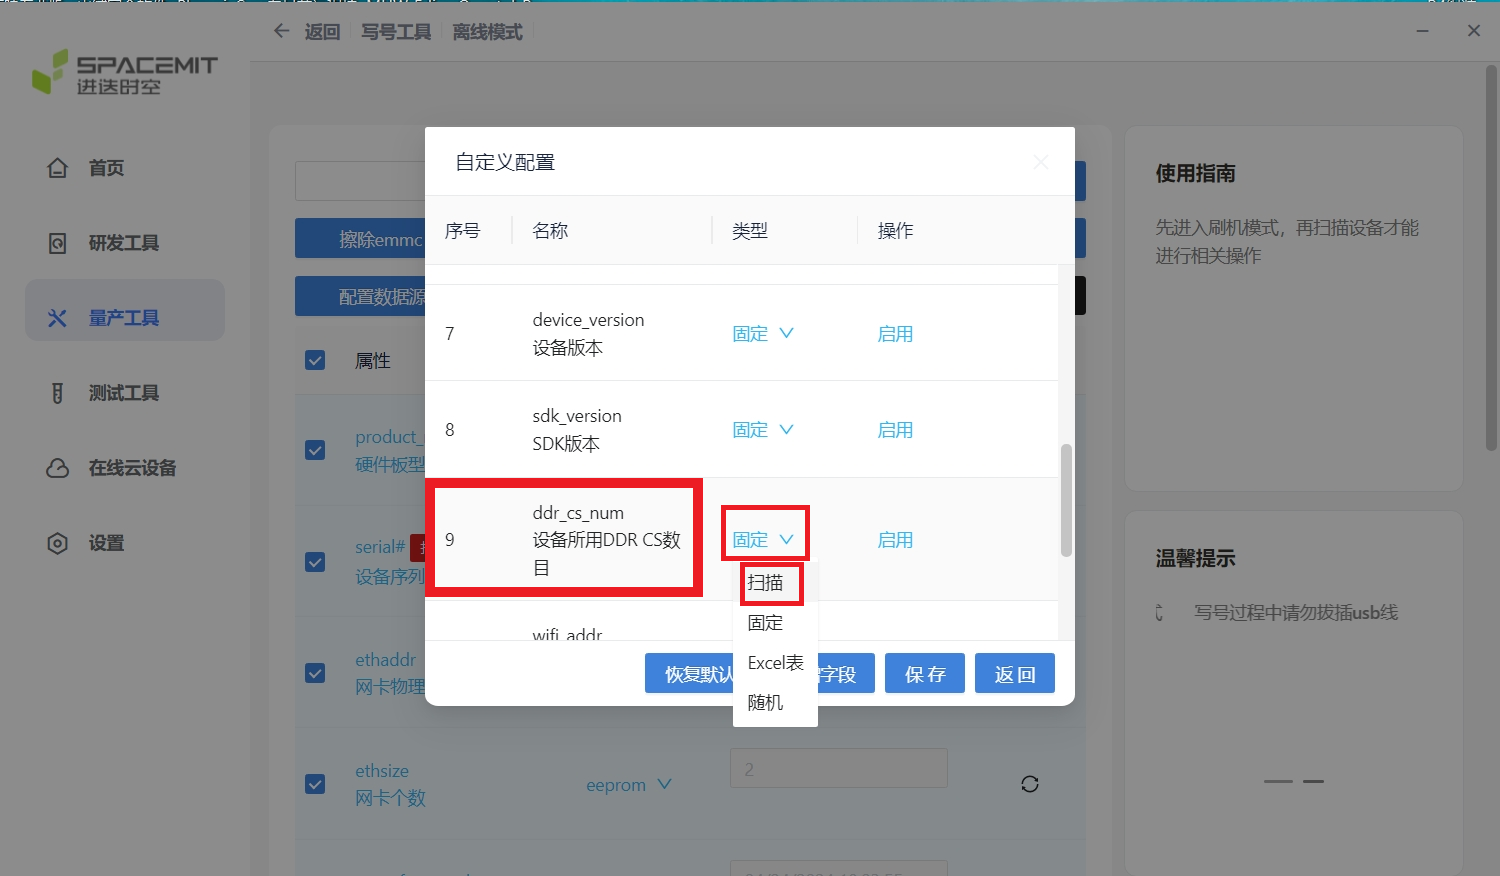 返回
写号工具
离线模式
SPACEMIT
进迭时空
首页
研发工具
量产工具
测试工具
在线云设备
设置
擦除emmc
配置数据源
属性
product_
硬件板型
serial#
设备序列
ethaddr
网卡物理
ethsize
网卡个数
eeprom
2
自定义配置
序号
名称
类型
操作
7
device_version
设备版本
固定
启用
8
sdk_version
SDK版本
固定
启用
9
ddr_cs_num
设备所用DDR CS数
目
固定
启用
扫描
固定
Excel表
随机
wifi_addr
恢复默认
字段
保存
返回
使用指南
先进入刷机模式，再扫描设备才能
进行相关操作
温馨提示
写号过程中请勿拔插usb线